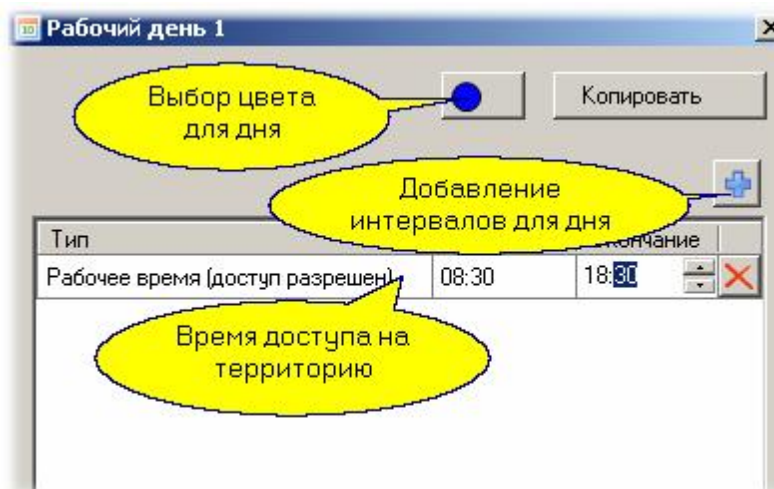 10 Рабочий день 1
Выбор цвета
для дня
Копировать
Добавление
интервалов для дня
Тип
Рабочее время (доступ разрешен) 08:30 18:30
Время доступа на
территорию